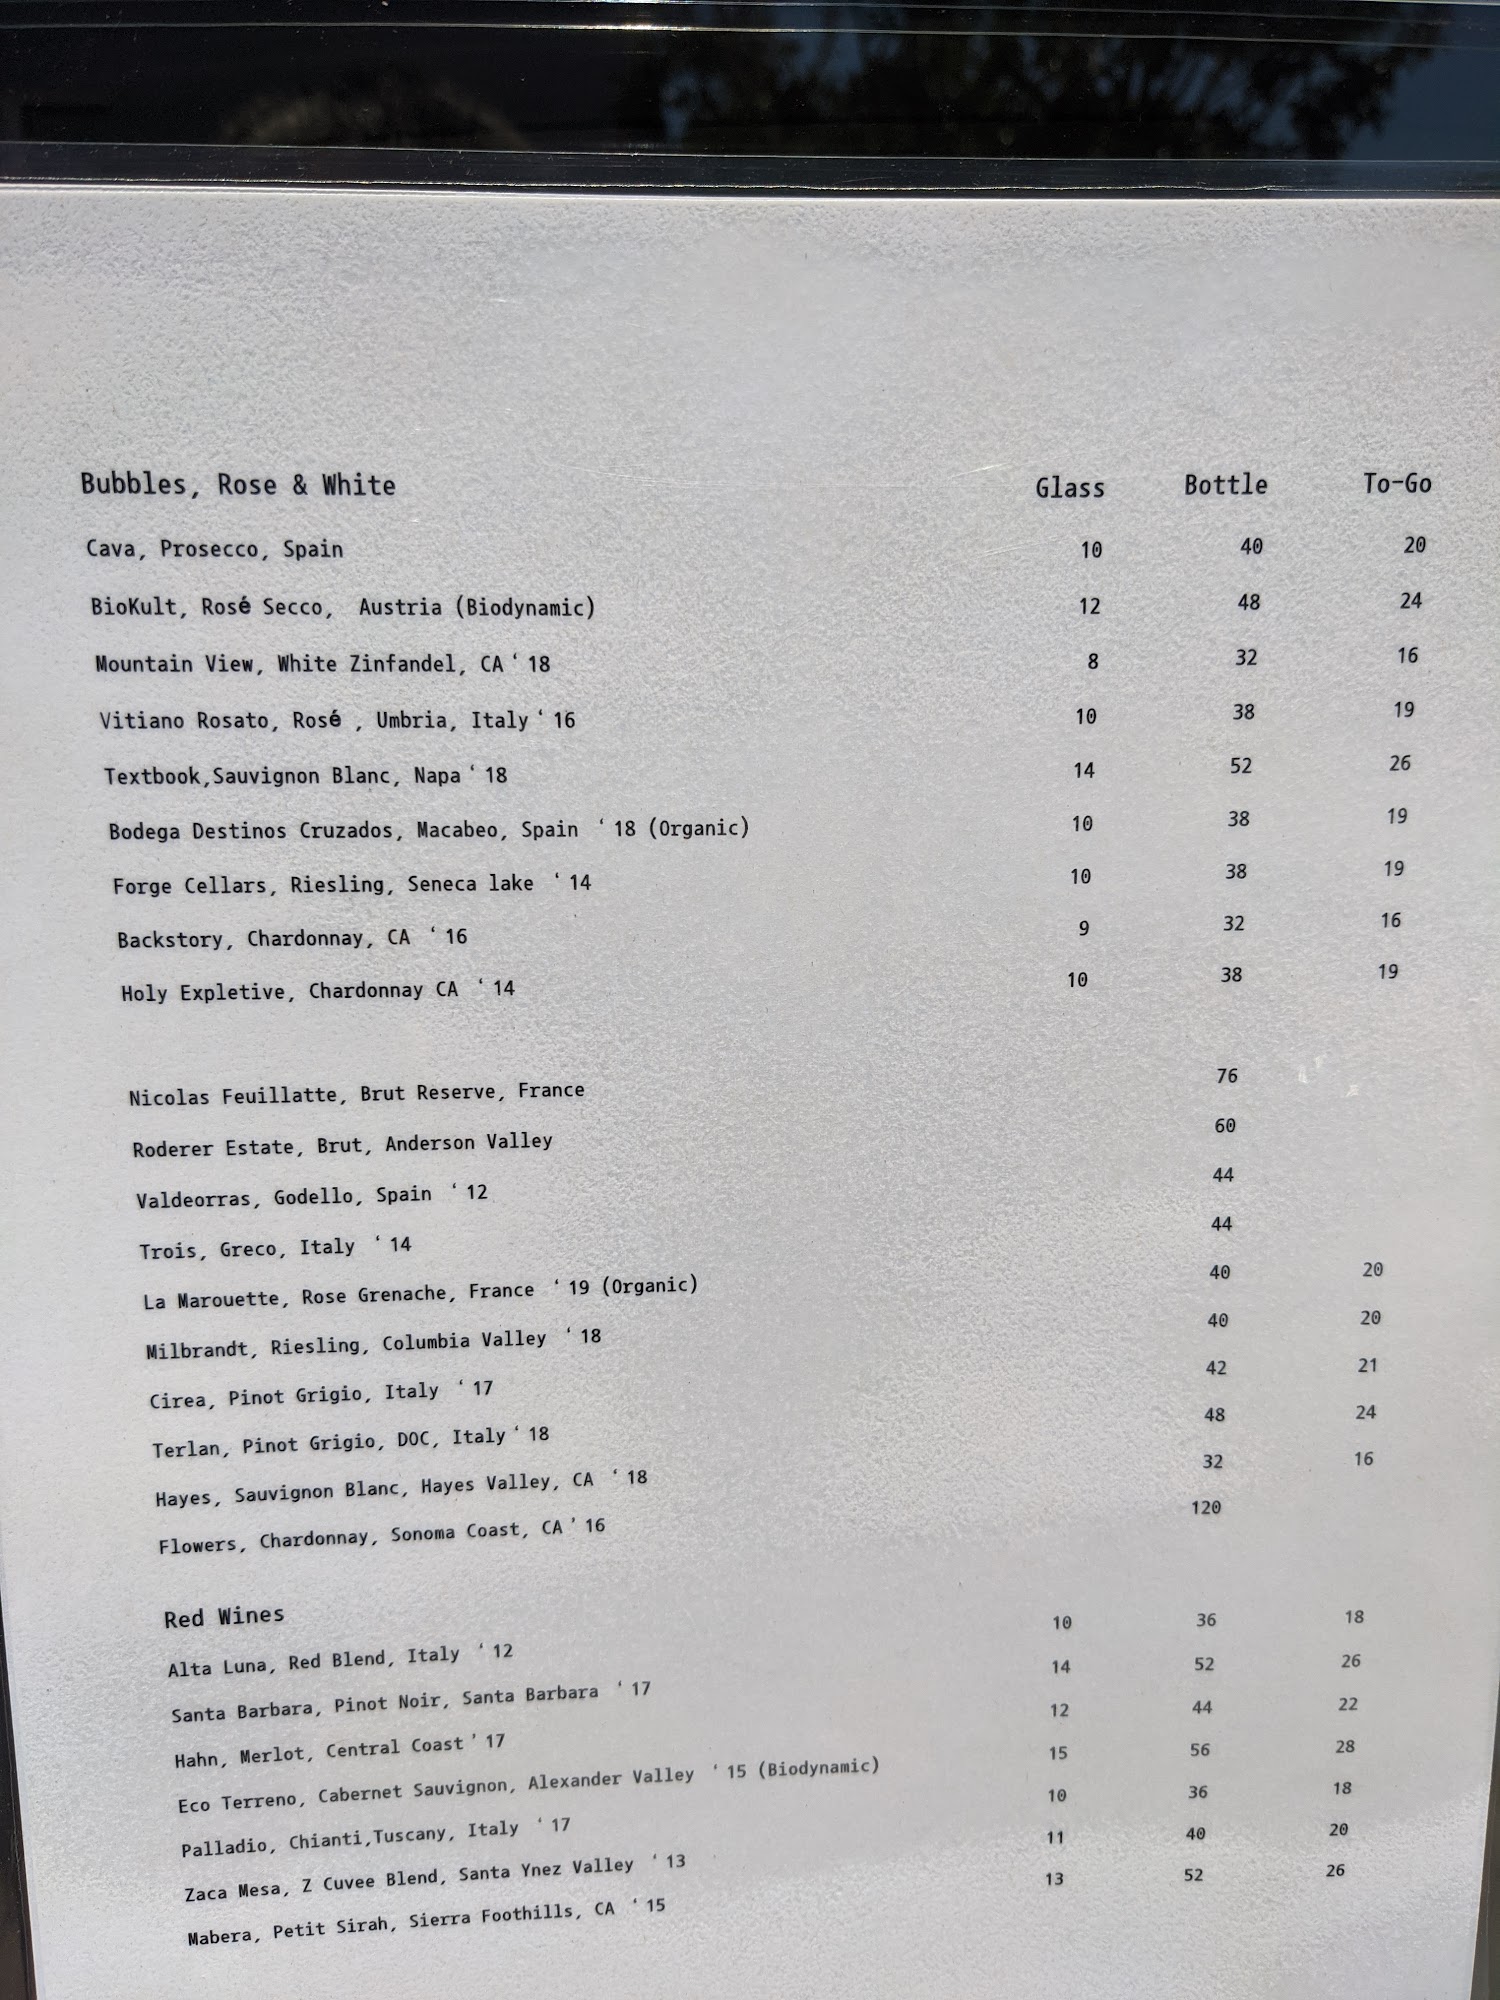 Bubbles, Rose & White Glass Bottle To-Go
Cava, Prosecco, Spain 10 40 20
BioKult, Rosé Secco, Austria (Biodynamic) 12 48 24
Mountain View, White Zinfandel, CA ‘18 8 32 16
Vitiano Rosato, Rosé , Umbria, Italy ‘16 10 38 19
Textbook,Sauvignon Blanc, Napa ‘18 14 52 26
Bodega Destinos Cruzados, Macabeo, Spain ‘18 (Organic) 10 38 19
Forge Cellars, Riesling, Seneca lake ‘14 10 38 19
Backstory, Chardonnay, CA ‘16 9 32 16
Holy Expletive, Chardonnay CA ‘14 10 38 19
Nicolas Feuillatte, Brut Reserve, France 76
Roderer Estate, Brut, Anderson Valley 60
Valdeorras, Godello, Spain ‘12 44
Trois, Greco, Italy ‘14 44
La Marouette, Rose Grenache, France ‘19 (Organic) 40 20
Milbrandt, Riesling, Columbia Valley ‘18 40 20
Cirea, Pinot Grigio, Italy ‘17 42 21
Terlan, Pinot Grigio, DOC, Italy ‘18 48 24
Hayes, Sauvignon Blanc, Hayes Valley, CA ‘18 32 16
Flowers, Chardonnay, Sonoma Coast, CA ’16 120
Red Wines
Alta Luna, Red Blend, Italy ‘12 10 36 18
Santa Barbara, Pinot Noir, Santa Barbara ‘17 14 52 26
Hahn, Merlot, Central Coast ’17 12 44 22
Eco Terreno, Cabernet Sauvignon, Alexander Valley ‘15 (Biodynamic) 15 56 28
Palladio, Chianti,Tuscany, Italy ‘17 10 36 18
Zaca Mesa, Z Cuvee Blend, Santa Ynez Valley ‘13 11 40 20
Mabera, Petit Sirah, Sierra Foothills, CA ‘15 13 52 26